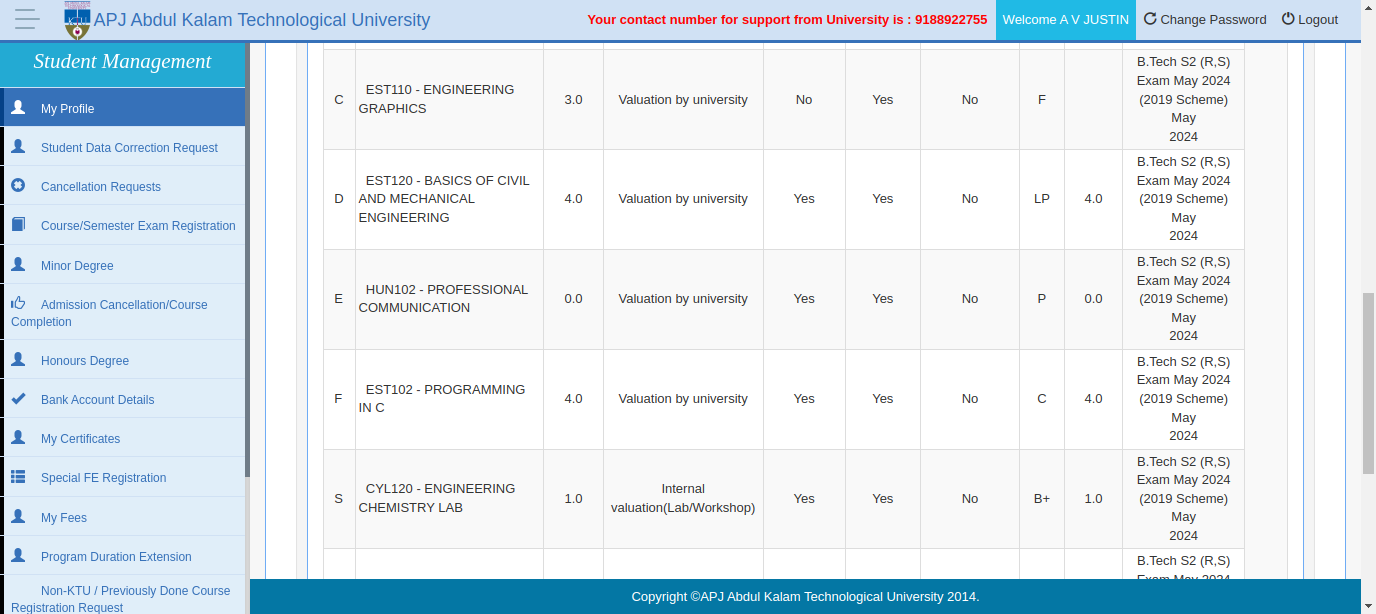 APJ Abdul Kalam Technological University
Your contact number for support from University is : 9188922755
Welcome A V JUSTIN
Change Password
Logout
Student Management
My Profile
Student Data Correction Request
Cancellation Requests
Course/Semester Exam Registration
Minor Degree
Admission Cancellation/Course
Completion
Honours Degree
Bank Account Details
My Certificates
Special FE Registration
My Fees
Program Duration Extension
Non-KTU / Previously Done Course
Registration Request
C
EST110 - ENGINEERING
GRAPHICS
3.0
Valuation by university
No
Yes
No
F
B.Tech S2 (R,S)
Exam May 2024
(2019 Scheme)
May
2024
D
EST120 - BASICS OF CIVIL
AND MECHANICAL
ENGINEERING
4.0
Valuation by university
Yes
Yes
No
LP
4.0
B.Tech S2 (R,S)
Exam May 2024
(2019 Scheme)
May
2024
E
HUN102 - PROFESSIONAL
COMMUNICATION
0.0
Valuation by university
Yes
Yes
No
P
0.0
B.Tech S2 (R,S)
Exam May 2024
(2019 Scheme)
May
2024
F
EST102 - PROGRAMMING
IN C
4.0
Valuation by university
Yes
Yes
No
C
4.0
B.Tech S2 (R,S)
Exam May 2024
(2019 Scheme)
May
2024
S
CYL120 - ENGINEERING
CHEMISTRY LAB
1.0
Internal
valuation(Lab/Workshop)
Yes
Yes
No
B+
1.0
B.Tech S2 (R,S)
Exam May 2024
(2019 Scheme)
May
2024
B.Tech S2 (R,S)
Exam May 2024
Copyright ©APJ Abdul Kalam Technological University 2014.